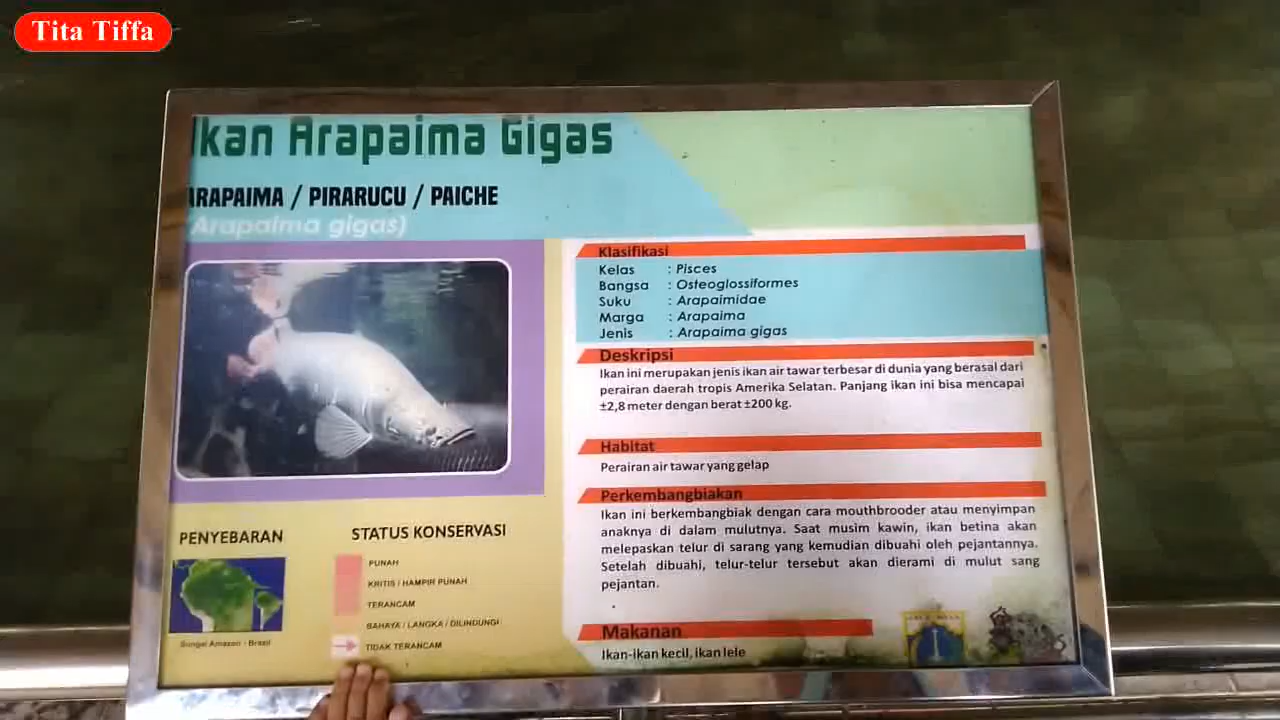 Tita Tiffa
Ikan Arapaima Gigas
ARAPAIMA / PIRARUCU / PAICHE
(Arapaima gigas)
Klasifikasi
Kelas : Pisces
Bangsa : Osteoglossiformes
Suku : Arapaimidae
Marga : Arapaima
Jenis : Arapaima gigas
Deskripsi
Ikan ini merupakan jenis ikan air tawar terbesar di dunia yang berasal dari
perairan daerah tropis Amerika Selatan. Panjang ikan ini bisa mencapai
±2,8 meter dengan berat ±200 kg.
Habitat
Perairan air tawar yang gelap
Perkembangbiakan
Ikan ini berkembangbiak dengan cara mouthbrooder atau menyimpan
anaknya di dalam mulutnya. Saat musim kawin, ikan betina akan
melepaskan telur di sarang yang kemudian dibuahi oleh pejantannya.
Setelah dibuahi, telur-telur tersebut akan dierami di mulut sang
pejantan.
Makanan
Ikan-ikan kecil, ikan lele
PENYEBARAN
Sungai Amazon - Brazil
STATUS KONSERVASI
PUNAH
KRITIS / HAMPIR PUNAH
TERANCAM
BAHAYA / LANGKA / DILINDUNGI
TIDAK TERANCAM